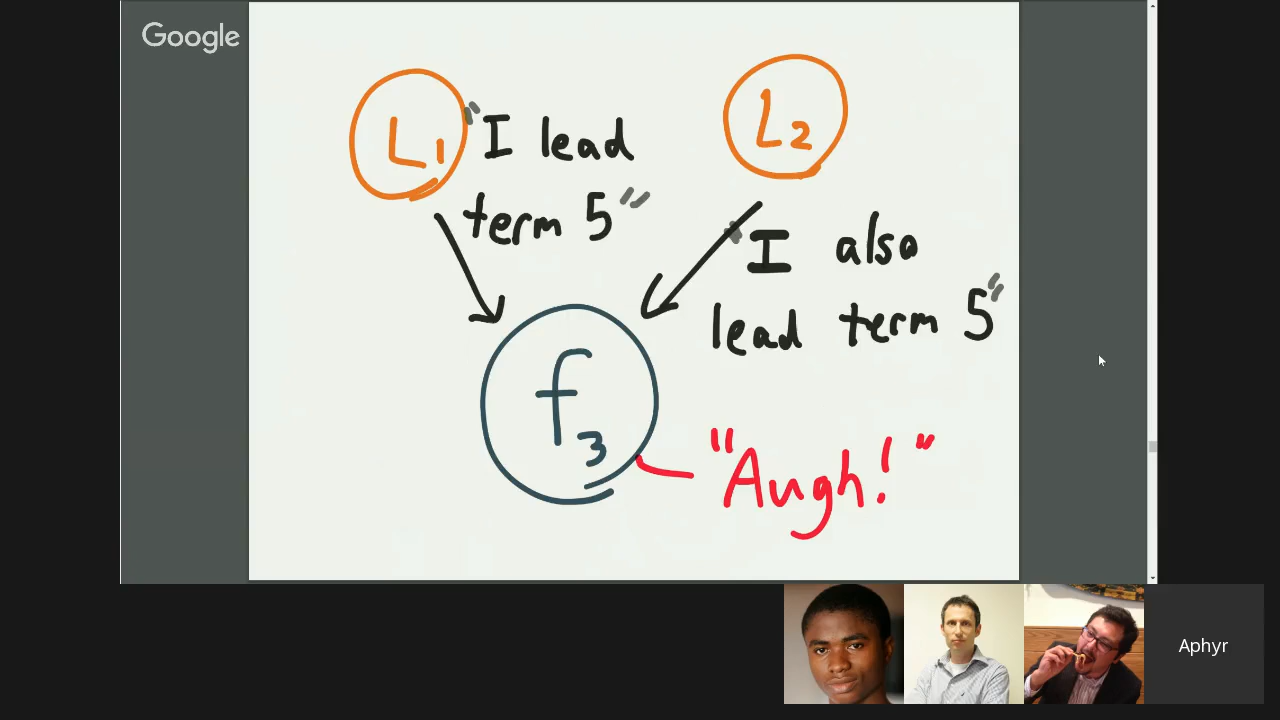 Google
L1
"I lead
term 5"
L2
"I also
lead term 5"
f3
"Augh!"
Aphyr